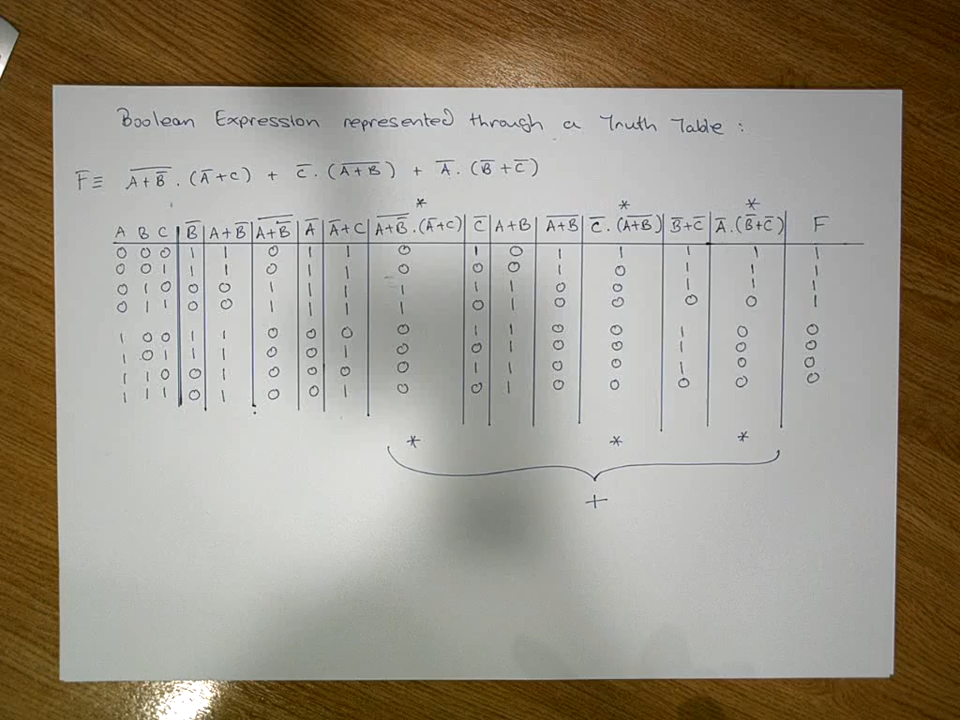 Boolean Expression represented through a Truth Table :
F̅ ≡ A̅+̅B̅̅ . (A̅+C) + C̅ . (A̅+̅B̅) + A̅ . (B̅+C̅)
* * *
A B C B̅ A+B̅ A̅+̅B̅̅ A̅ A̅+C A̅+̅B̅̅ . (A̅+C) C̅ A+B A̅+̅B̅ C̅ . (A̅+̅B̅) B̅+C̅ A̅ . (B̅+C̅) F
0 0 0 1 1 0 1 1 0 1 0 1 1 1 1 1
0 0 1 1 1 0 1 1 0 0 0 1 0 1 1 1
0 1 0 0 0 1 1 1 1 1 1 0 0 1 1 1
0 1 1 0 0 1 1 1 1 0 1 0 0 0 0 1
1 0 0 1 1 0 0 0 0 1 1 0 0 1 0 0
1 0 1 1 1 0 0 1 0 0 1 0 0 1 0 0
1 1 0 0 1 0 0 0 0 1 1 0 0 1 0 0
1 1 1 0 1 0 0 1 0 0 1 0 0 0 0 0
* * *
+